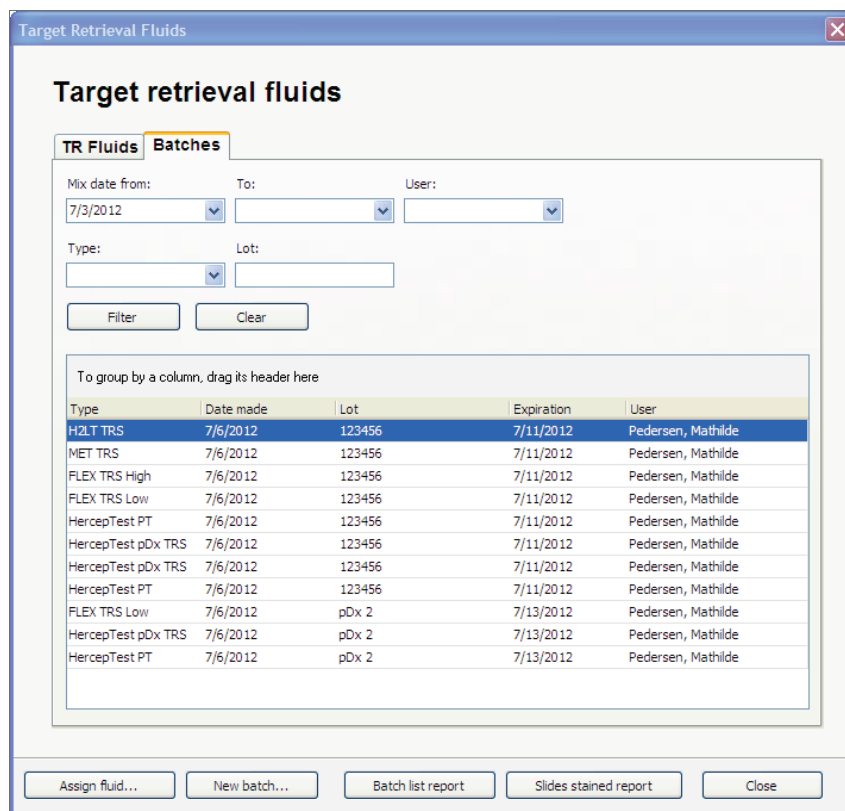 Target Retrieval Fluids
Target retrieval fluids
TR Fluids Batches
Mix date from: To: User:
7/3/2012
Type: Lot:
Filter Clear
To group by a column, drag its header here
Type Date made Lot Expiration User
H2LT TRS 7/6/2012 123456 7/11/2012 Pedersen, Mathilde
MET TRS 7/6/2012 123456 7/11/2012 Pedersen, Mathilde
FLEX TRS High 7/6/2012 123456 7/11/2012 Pedersen, Mathilde
FLEX TRS Low 7/6/2012 123456 7/11/2012 Pedersen, Mathilde
HercepTest PT 7/6/2012 123456 7/11/2012 Pedersen, Mathilde
HercepTest pDx TRS 7/6/2012 123456 7/11/2012 Pedersen, Mathilde
HercepTest pDx TRS 7/6/2012 123456 7/11/2012 Pedersen, Mathilde
HercepTest PT 7/6/2012 123456 7/11/2012 Pedersen, Mathilde
FLEX TRS Low 7/6/2012 pDx 2 7/13/2012 Pedersen, Mathilde
HercepTest pDx TRS 7/6/2012 pDx 2 7/13/2012 Pedersen, Mathilde
HercepTest PT 7/6/2012 pDx 2 7/13/2012 Pedersen, Mathilde
Assign fluid... New batch... Batch list report Slides stained report Close